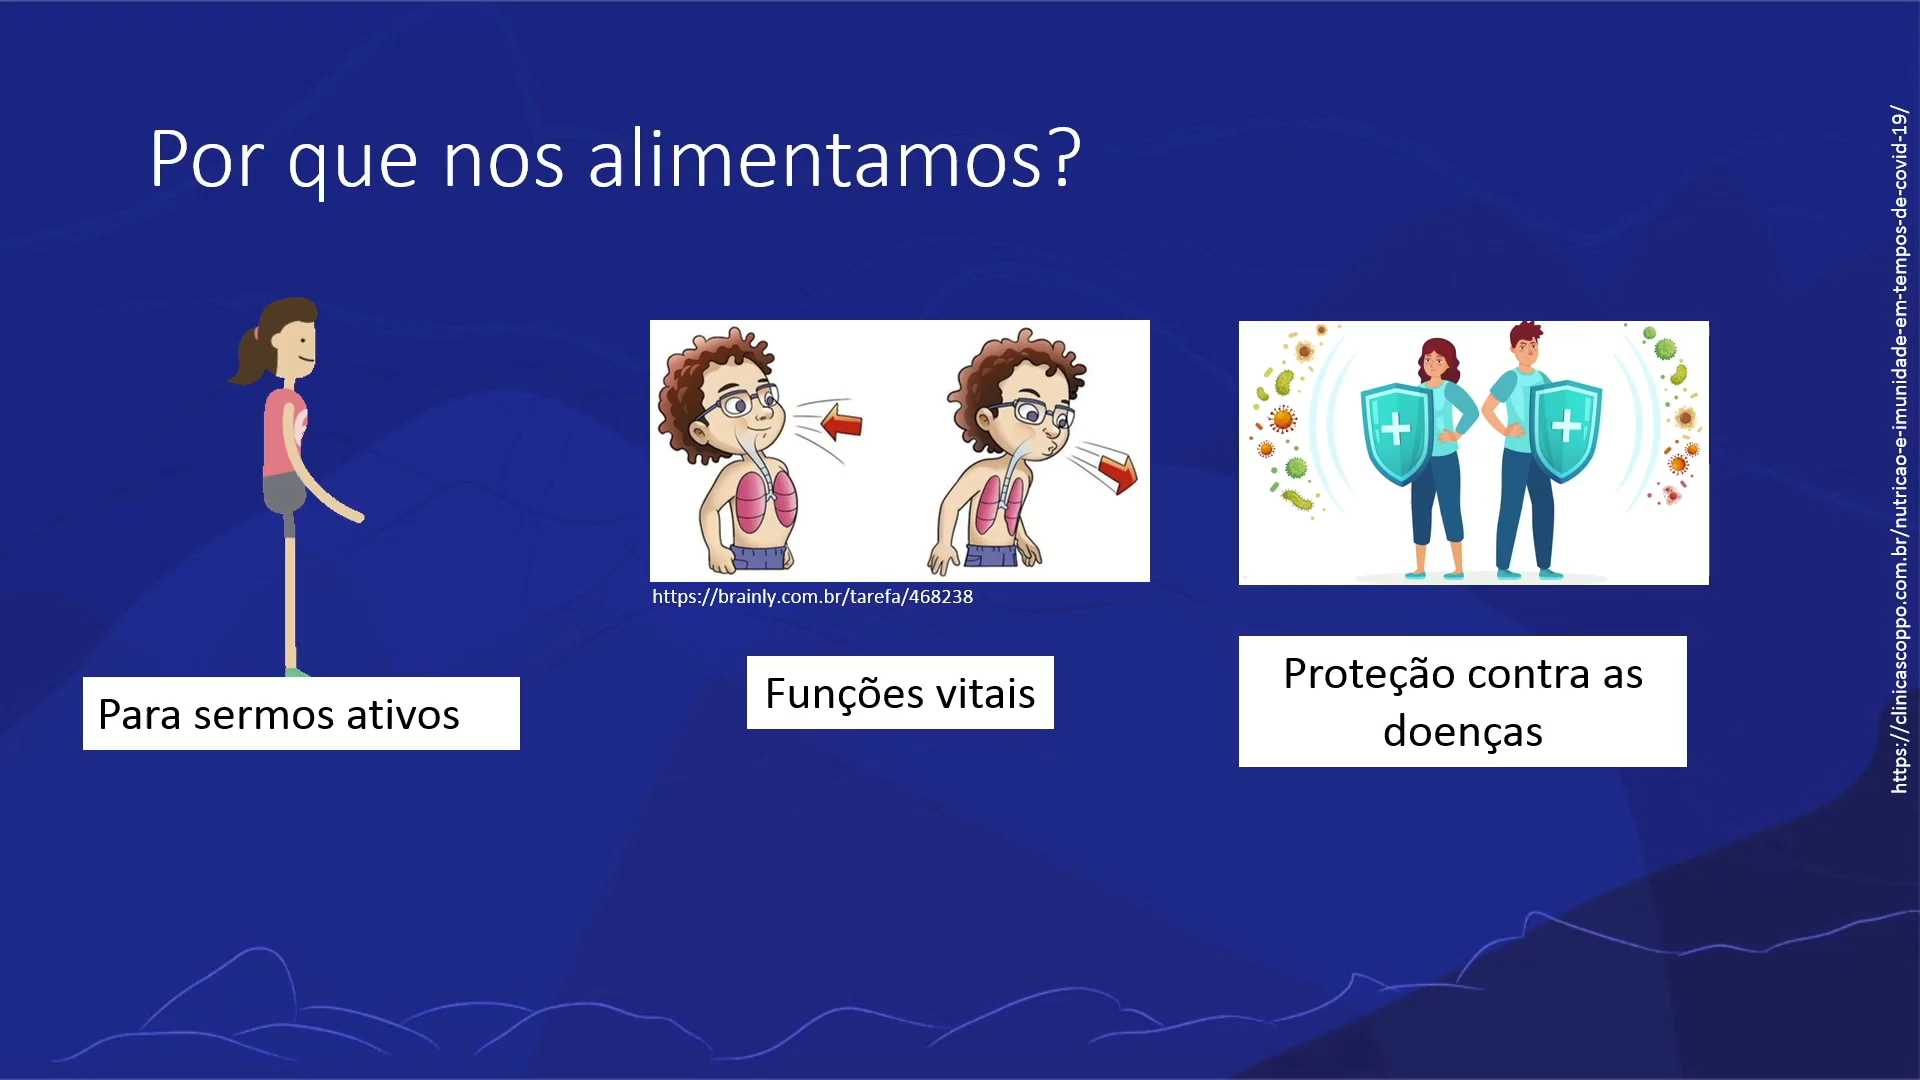 Por que nos alimentamos?
https://brainly.com.br/tarefa/468238
Para sermos ativos
Funções vitais
Proteção contra as
doenças
https://clinicascoppo.com.br/nutricao-e-imunidade-em-tempos-de-covid-19/